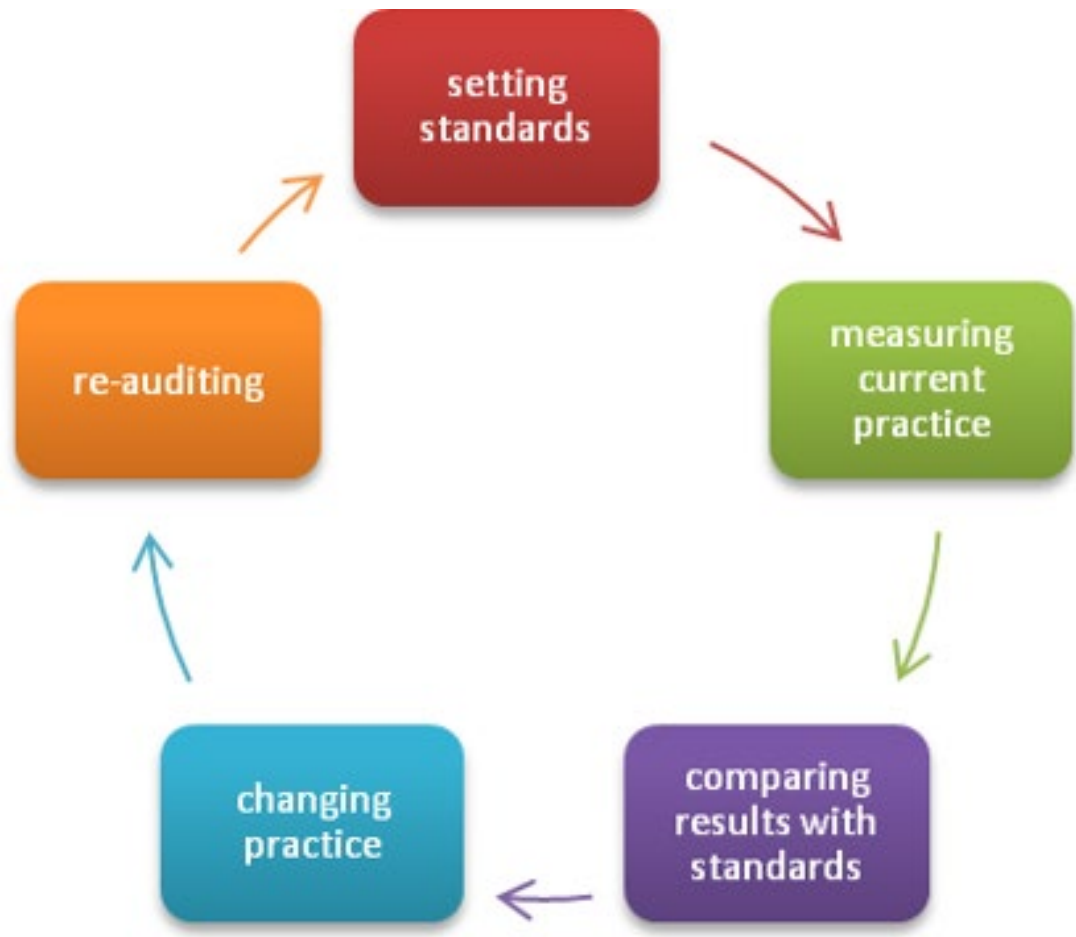 setting
standards
measuring
current
practice
comparing
results with
standards
changing
practice
re-auditing